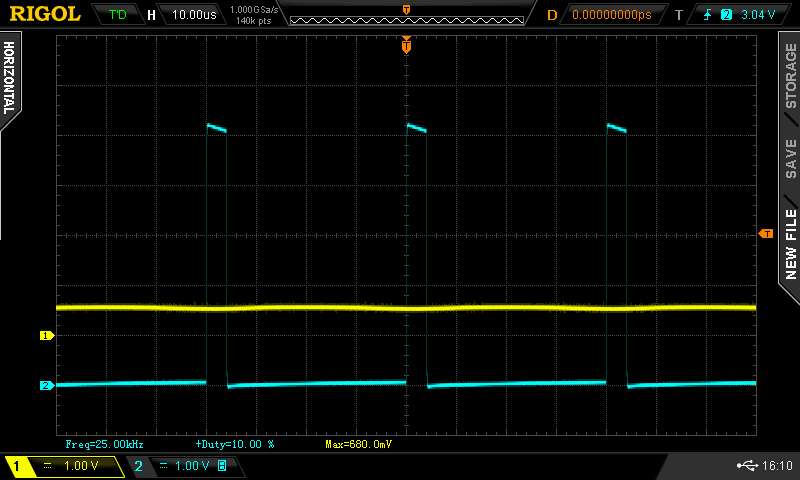 RIGOL T'D H 10.00us 1.000GSa/s 140k pts T D 0.00000000ps T 2 3.04 V
HORIZONTAL
T
STORAGE
SAVE
NEW FILE
T
1
2
Freq=25.00kHz +Duty=10.00 % Max=680.0mV
1 = 1.00 V 2 = 1.00 V B 16:10